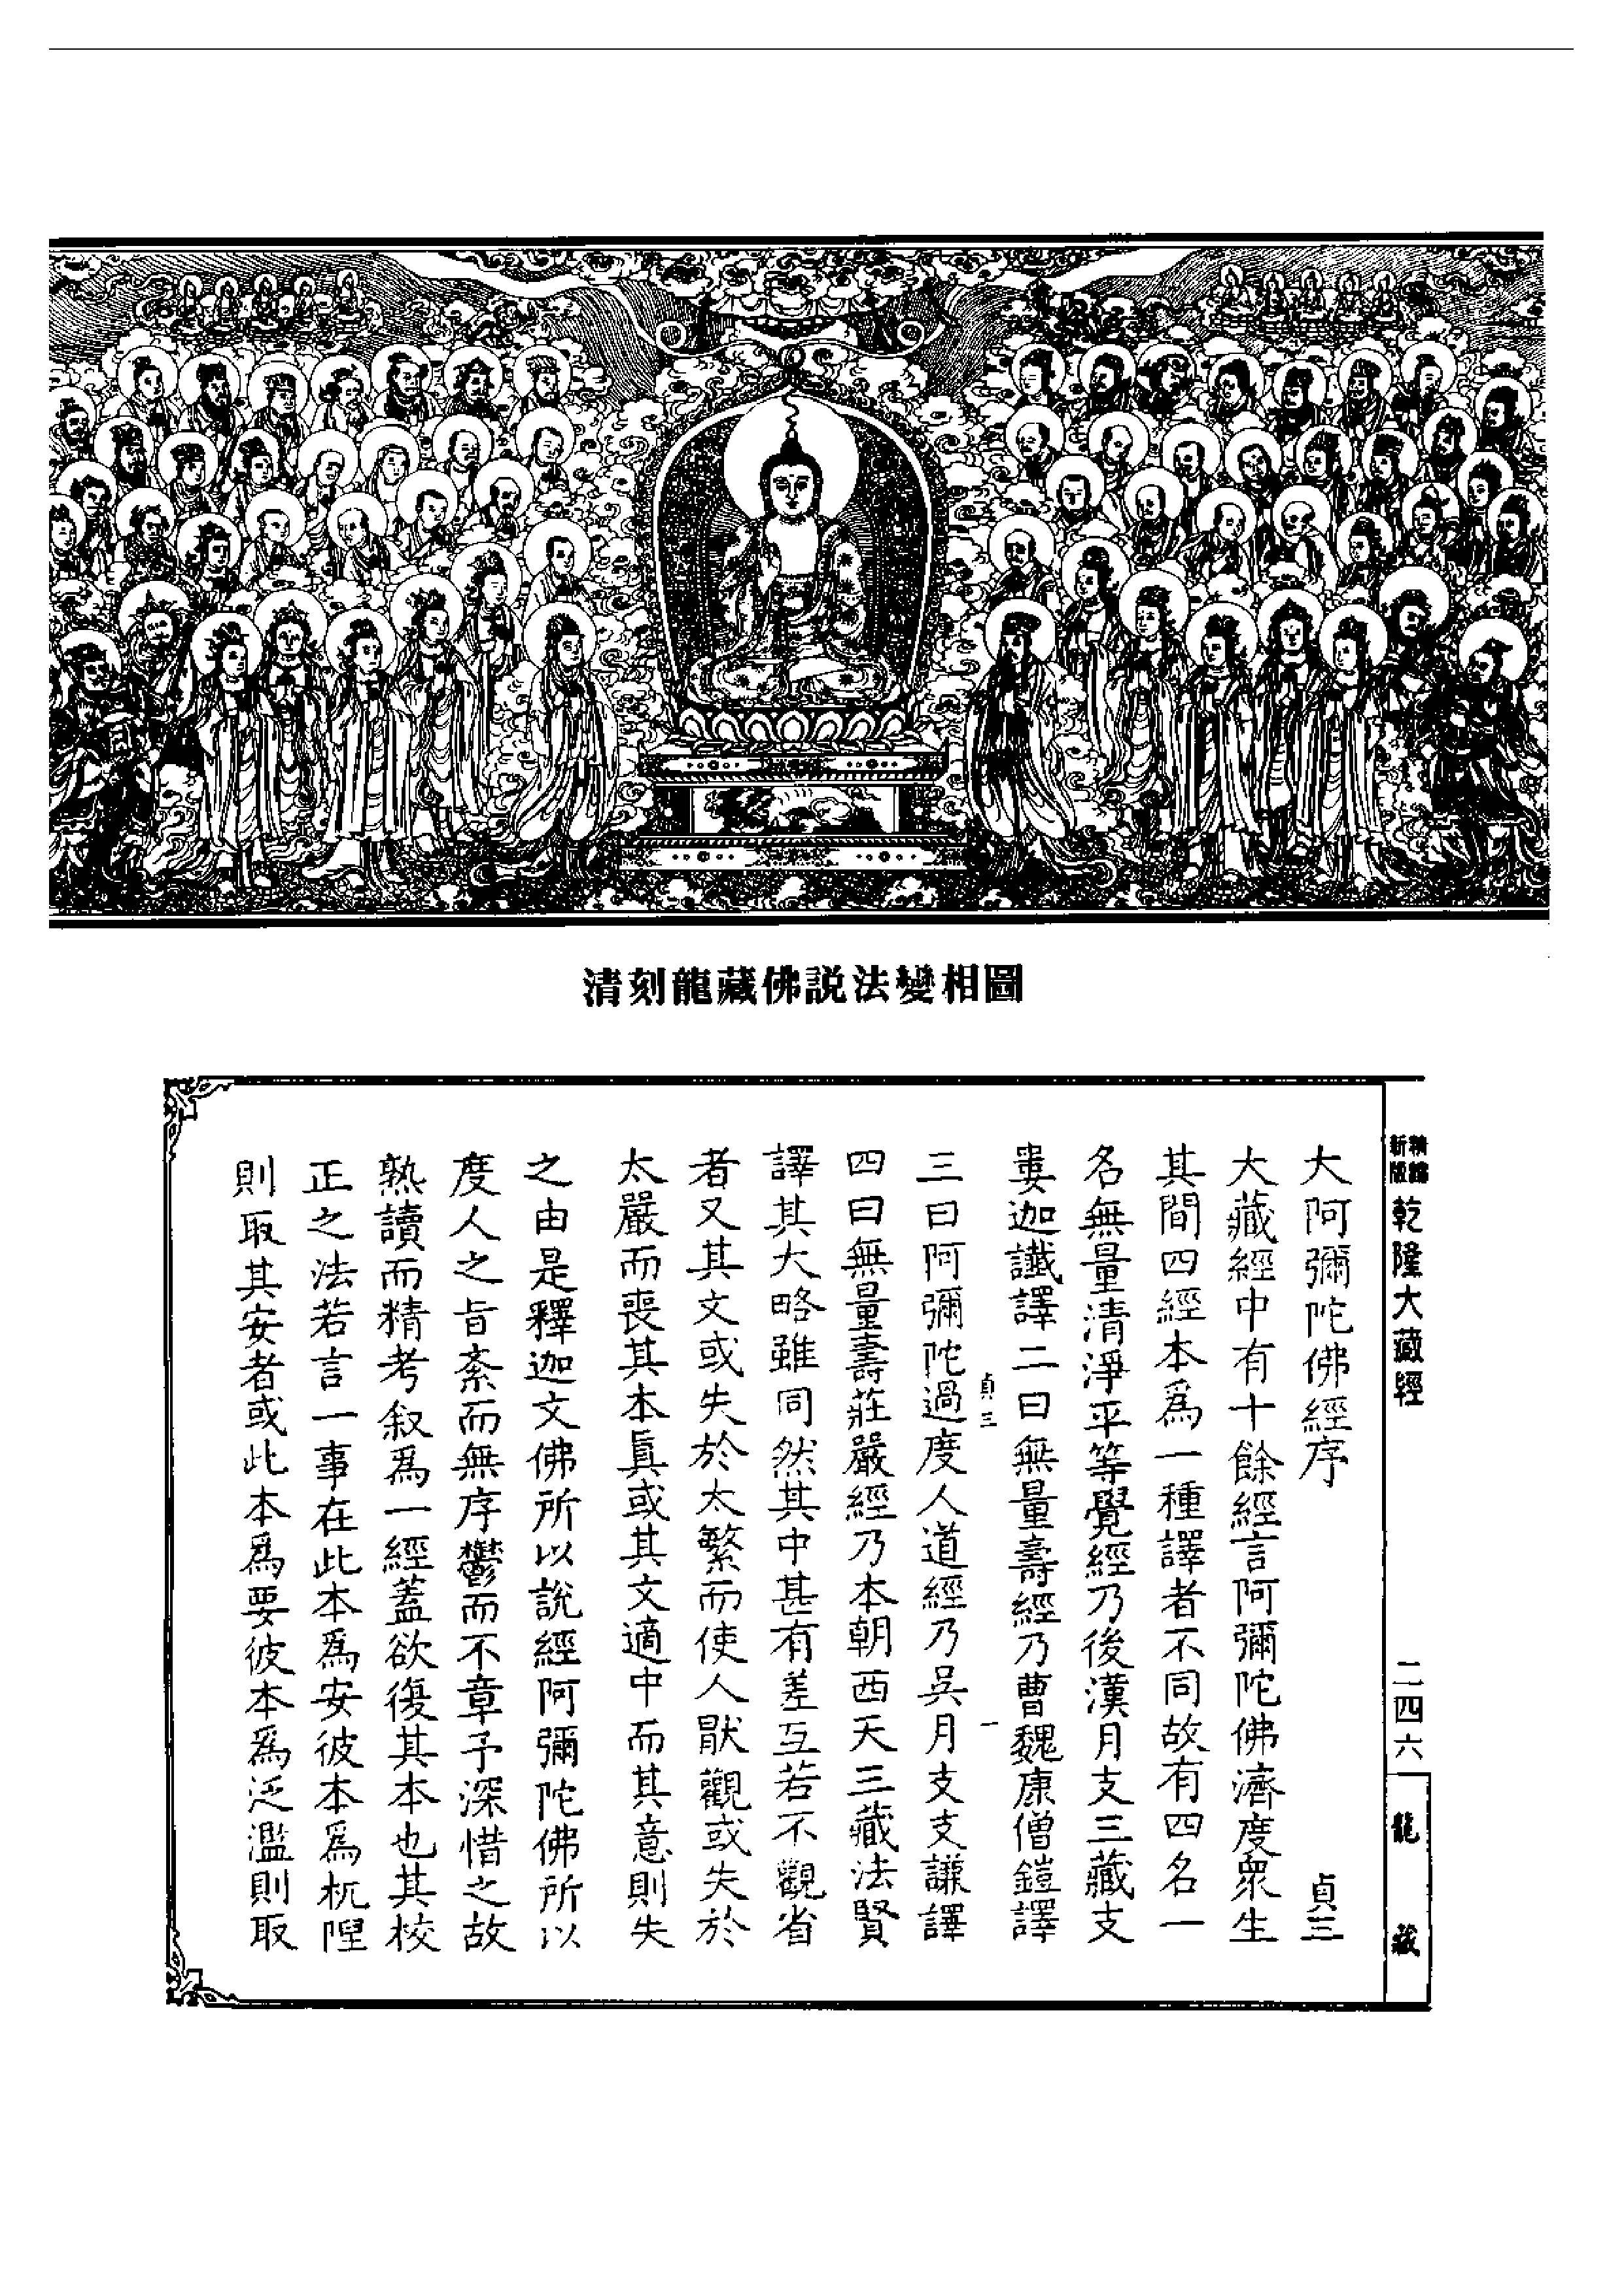 清刻龍藏佛説法變相圖
新版
精縮
乾隆大藏經
二四六
龍藏
大阿彌陀佛經序 貞三
大藏經中有十餘經言阿彌陀佛濟度衆生
其間四經本爲一種譯者不同故有四名一
名無量清淨平等覺經乃後漢月支三藏支
婁迦讖譯二曰無量壽經乃曹魏康僧鎧譯
貞三 一
三曰阿彌陀過度人道經乃吳月支支謙譯
四曰無量壽莊嚴經乃本朝西天三藏法賢
譯其大略雖同然其中甚有差互若不觀省
者又其文或失於太繁而使人厭觀或失於
太嚴而喪其本眞或其文適中而其意則失
之由是釋迦文佛所以說經阿彌陀佛所以
度人之旨紊而無序鬱而不章予深惜之故
熟讀而精考叙爲一經蓋欲復其本也其校
正之法若言一事在此本爲安彼本爲杌隉
則取其安者或此本爲要彼本爲泛濫則取